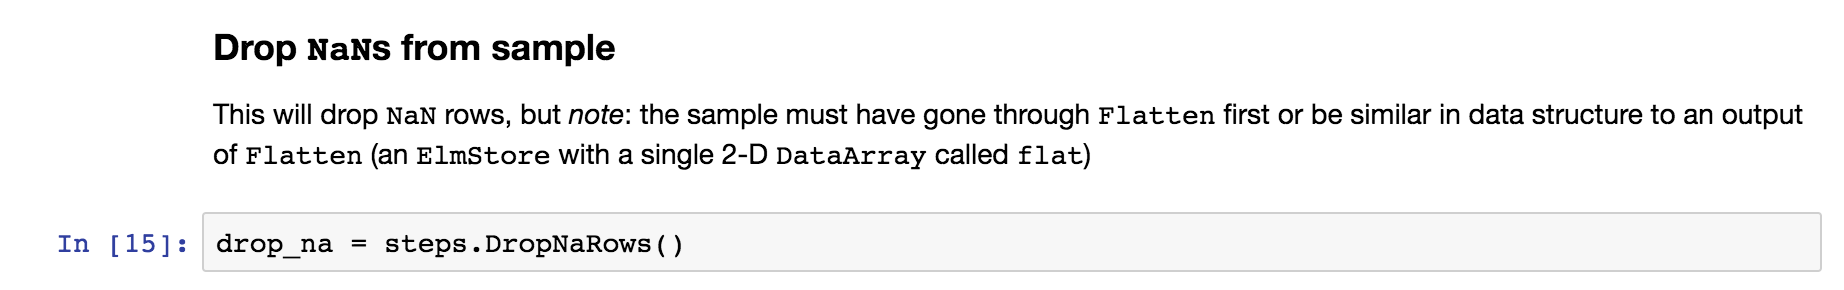 Drop NaNs from sample
This will drop NaN rows, but note: the sample must have gone through Flatten first or be similar in data structure to an output
of Flatten (an ElmStore with a single 2-D DataArray called flat)
In [15]: drop_na = steps.DropNaRows()